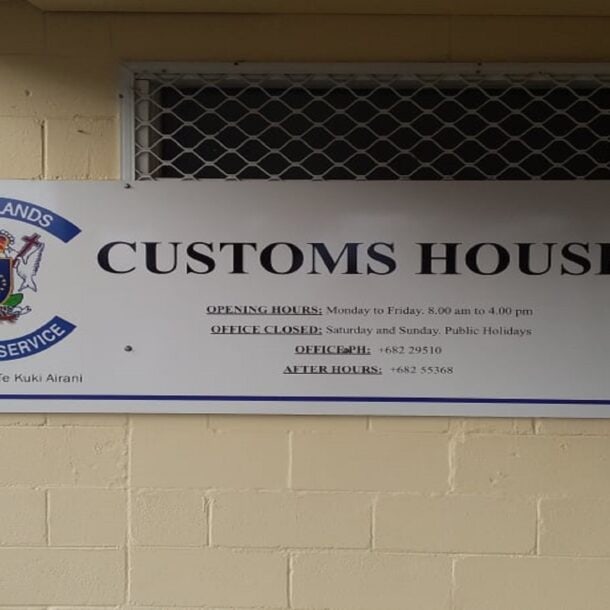 LANDS
CUSTOMS HOUSE
OPENING HOURS: Monday to Friday. 8.00 am to 4.00 pm
OFFICE CLOSED: Saturday and Sunday. Public Holidays
OFFICE PH: +682 29510
AFTER HOURS: +682 55368
SERVICE
Te Kuki Airani